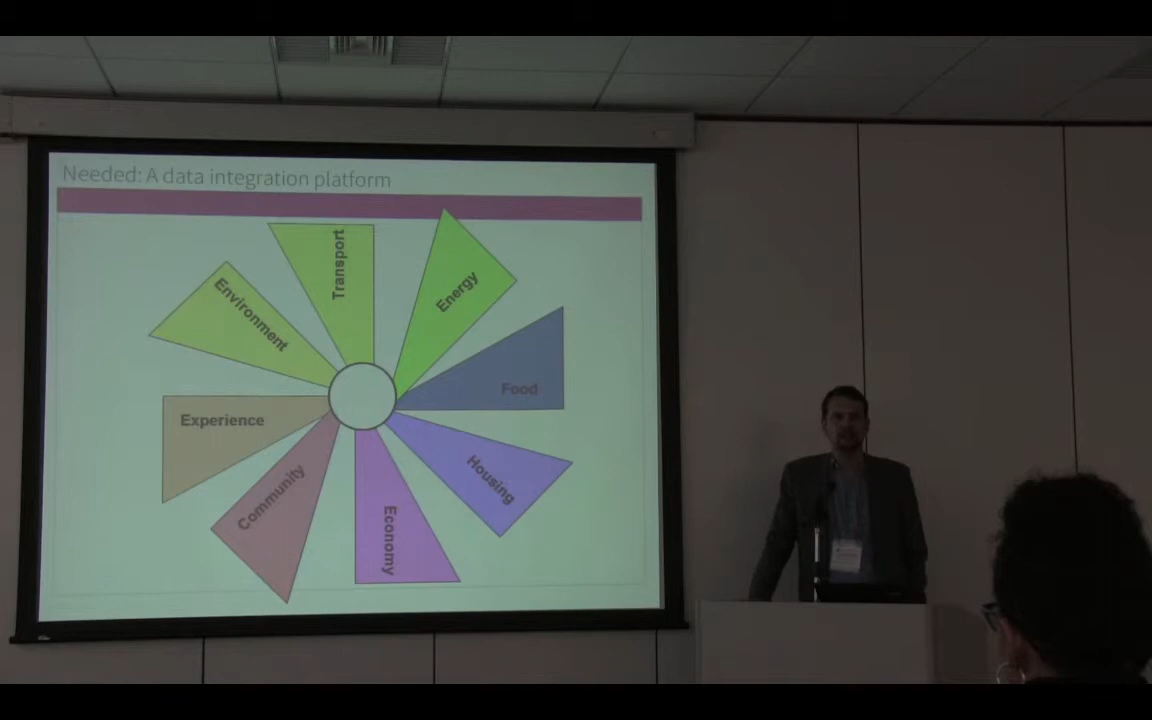 Needed: A data integration platform
Transport
Energy
Environment
Food
Experience
Housing
Community
Economy